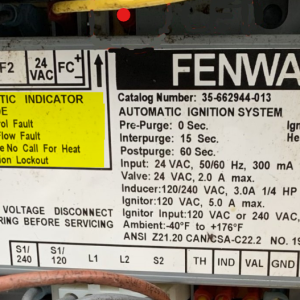 F2 24 VAC FC+ -
FENWA
TIC INDICATOR
DE
rol Fault
Flow Fault
e No Call For Heat
on Lockout
Catalog Number: 35-662944-013
AUTOMATIC IGNITION SYSTEM
Pre-Purge: 0 Sec. Ign
Interpurge: 15 Sec.
Postpurge: 60 Sec.
Input: 24 VAC, 50/60 Hz, 300 mA
Valve: 24 VAC, 2.0 A max.
Inducer:120/240 VAC, 3.0A 1/4 HP
Ignitor:120 VAC, 5.0 A max.
Ignitor Input:120 VAC or 240 VAC,
Ambient:-40°F to +176°F
ANSI Z21.20 CAN/CSA-C22.2 NO. 19
VOLTAGE DISCONNECT
RING BEFORE SERVICING
S1/240 S1/120 L1 L2 S2 TH IND VAL GND